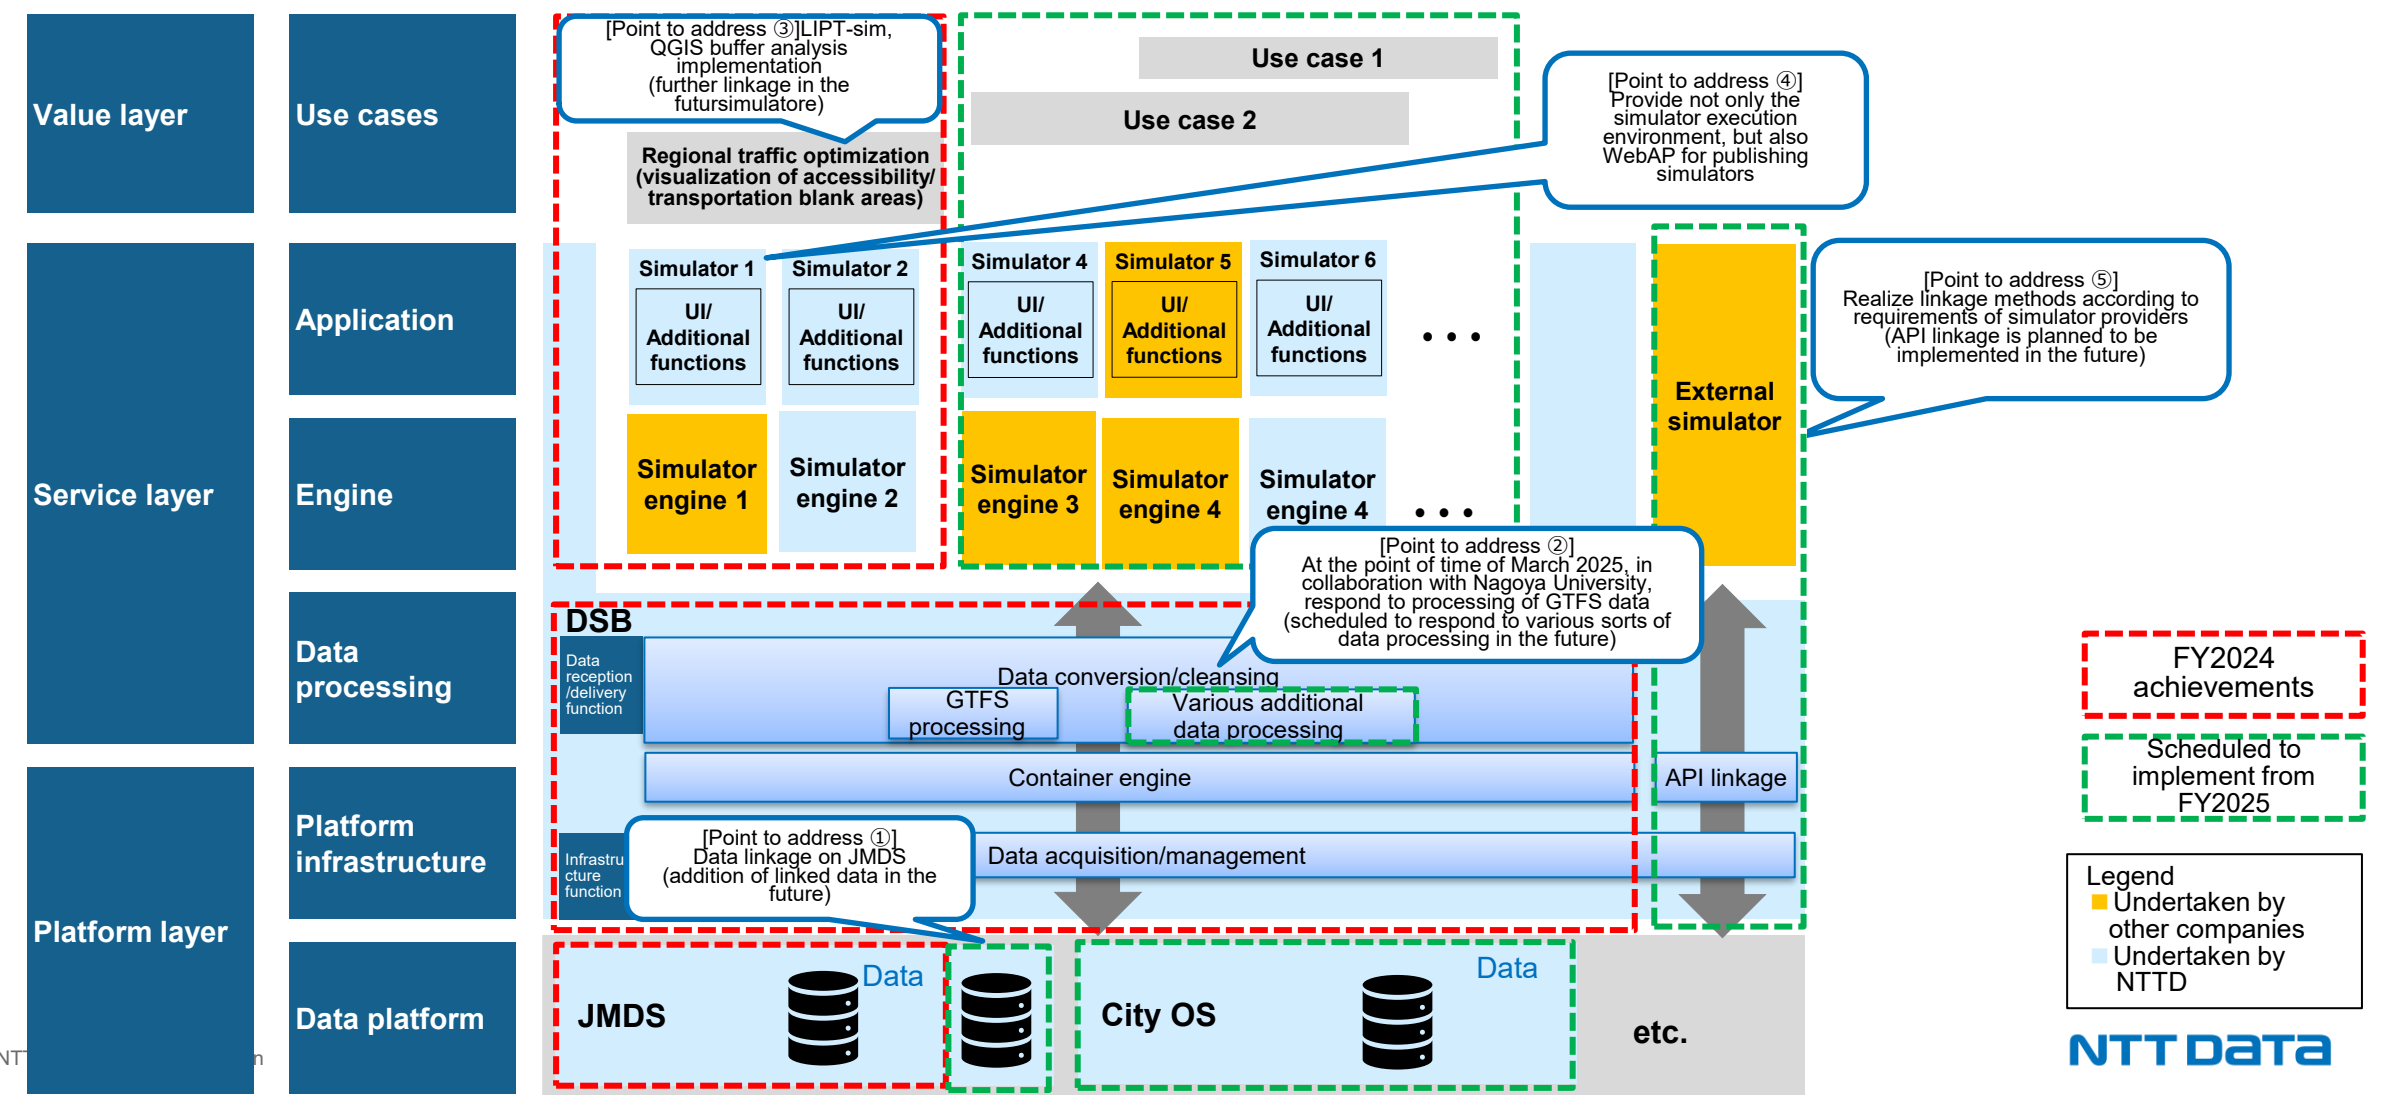 Value layer
Use cases
[Point to address ③]LIPT-sim,
QGIS buffer analysis
implementation
(further linkage in the
futursimulatore)
Regional traffic optimization
(visualization of accessibility/
transportation blank areas)
Use case 1
Use case 2
[Point to address ④]
Provide not only the
simulator execution
environment, but also
WebAP for publishing
simulators
Service layer
Application
Simulator 1
UI/
Additional
functions
Simulator 2
UI/
Additional
functions
Simulator 4
UI/
Additional
functions
Simulator 5
UI/
Additional
functions
Simulator 6
UI/
Additional
functions
• • •
External
simulator
[Point to address ⑤]
Realize linkage methods according to
requirements of simulator providers
(API linkage is planned to be
implemented in the future)
Engine
Simulator
engine 1
Simulator
engine 2
Simulator
engine 3
Simulator
engine 4
Simulator
engine 4
• • •
[Point to address ②]
At the point of time of March 2025, in
collaboration with Nagoya University,
respond to processing of GTFS data
(scheduled to respond to various sorts of
data processing in the future)
Data
processing
DSB
Data
reception
/delivery
function
Data conversion/cleansing
GTFS
processing
Various additional
data processing
Platform layer
Platform
infrastructure
Container engine
API linkage
Infrastru
cture
function
[Point to address ①]
Data linkage on JMDS
(addition of linked data in the
future)
Data acquisition/management
Data platform
JMDS
Data
City OS
Data
etc.
FY2024
achievements
Scheduled to
implement from
FY2025
Legend
Undertaken by
other companies
Undertaken by
NTTD
NTT DATA